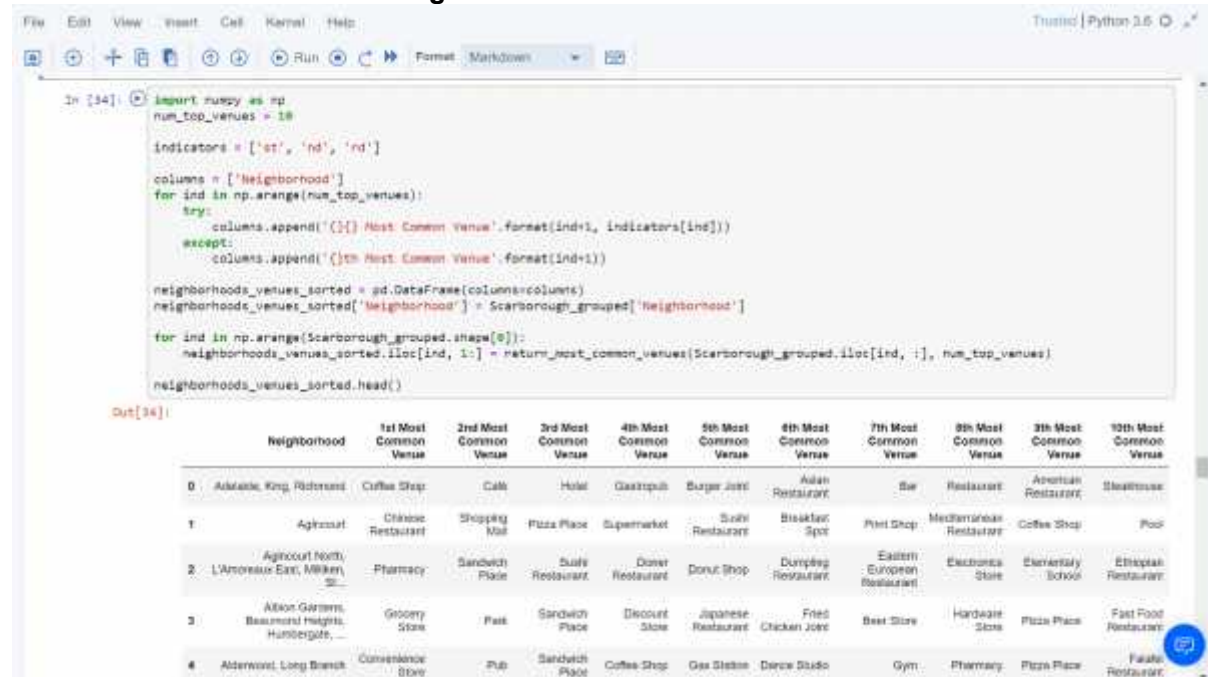 File Edit View Insert Cell Kernel Help Trusted | Python 3.6
Run Format Markdown
In [34]: import numpy as np
num_top_venues = 10
indicators = ['st', 'nd', 'rd']
columns = ['Neighborhood']
for ind in np.arange(num_top_venues):
try:
columns.append('{}{} Most Common Venue'.format(ind+1, indicators[ind]))
except:
columns.append('{}th Most Common Venue'.format(ind+1))
neighborhoods_venues_sorted = pd.DataFrame(columns=columns)
neighborhoods_venues_sorted['Neighborhood'] = Scarborough_grouped['Neighborhood']
for ind in np.arange(Scarborough_grouped.shape[0]):
neighborhoods_venues_sorted.iloc[ind, 1:] = return_most_common_venues(Scarborough_grouped.iloc[ind, :], num_top_venues)
neighborhoods_venues_sorted.head()
Out[34]:
1st Most 2nd Most 3rd Most 4th Most 5th Most 6th Most 7th Most 8th Most 9th Most 10th Most
Neighborhood Common Common Common Common Common Common Common Common Common Common
Venue Venue Venue Venue Venue Venue Venue Venue Venue Venue
0 Adelaide, King, Richmond Coffee Shop Café Hotel Gastropub Burger Joint Asian Restaurant Bar Restaurant American Restaurant Steakhouse
1 Agincourt Chinese Restaurant Shopping Mall Pizza Place Supermarket Sushi Restaurant Breakfast Spot Print Shop Mediterranean Restaurant Coffee Shop Pool
2 Agincourt North, L'Amoreaux East, Milliken, St... Pharmacy Sandwich Place Sushi Restaurant Doner Restaurant Donut Shop Dumpling Restaurant Eastern European Restaurant Electronics Store Elementary School Ethiopian Restaurant
3 Albion Gardens, Beaumond Heights, Humbergate, ... Grocery Store Park Sandwich Place Discount Store Japanese Restaurant Fried Chicken Joint Beer Store Hardware Store Pizza Place Fast Food Restaurant
4 Alderwood, Long Branch Convenience Store Pub Sandwich Place Coffee Shop Gas Station Dance Studio Gym Pharmacy Pizza Place Falafel Restaurant